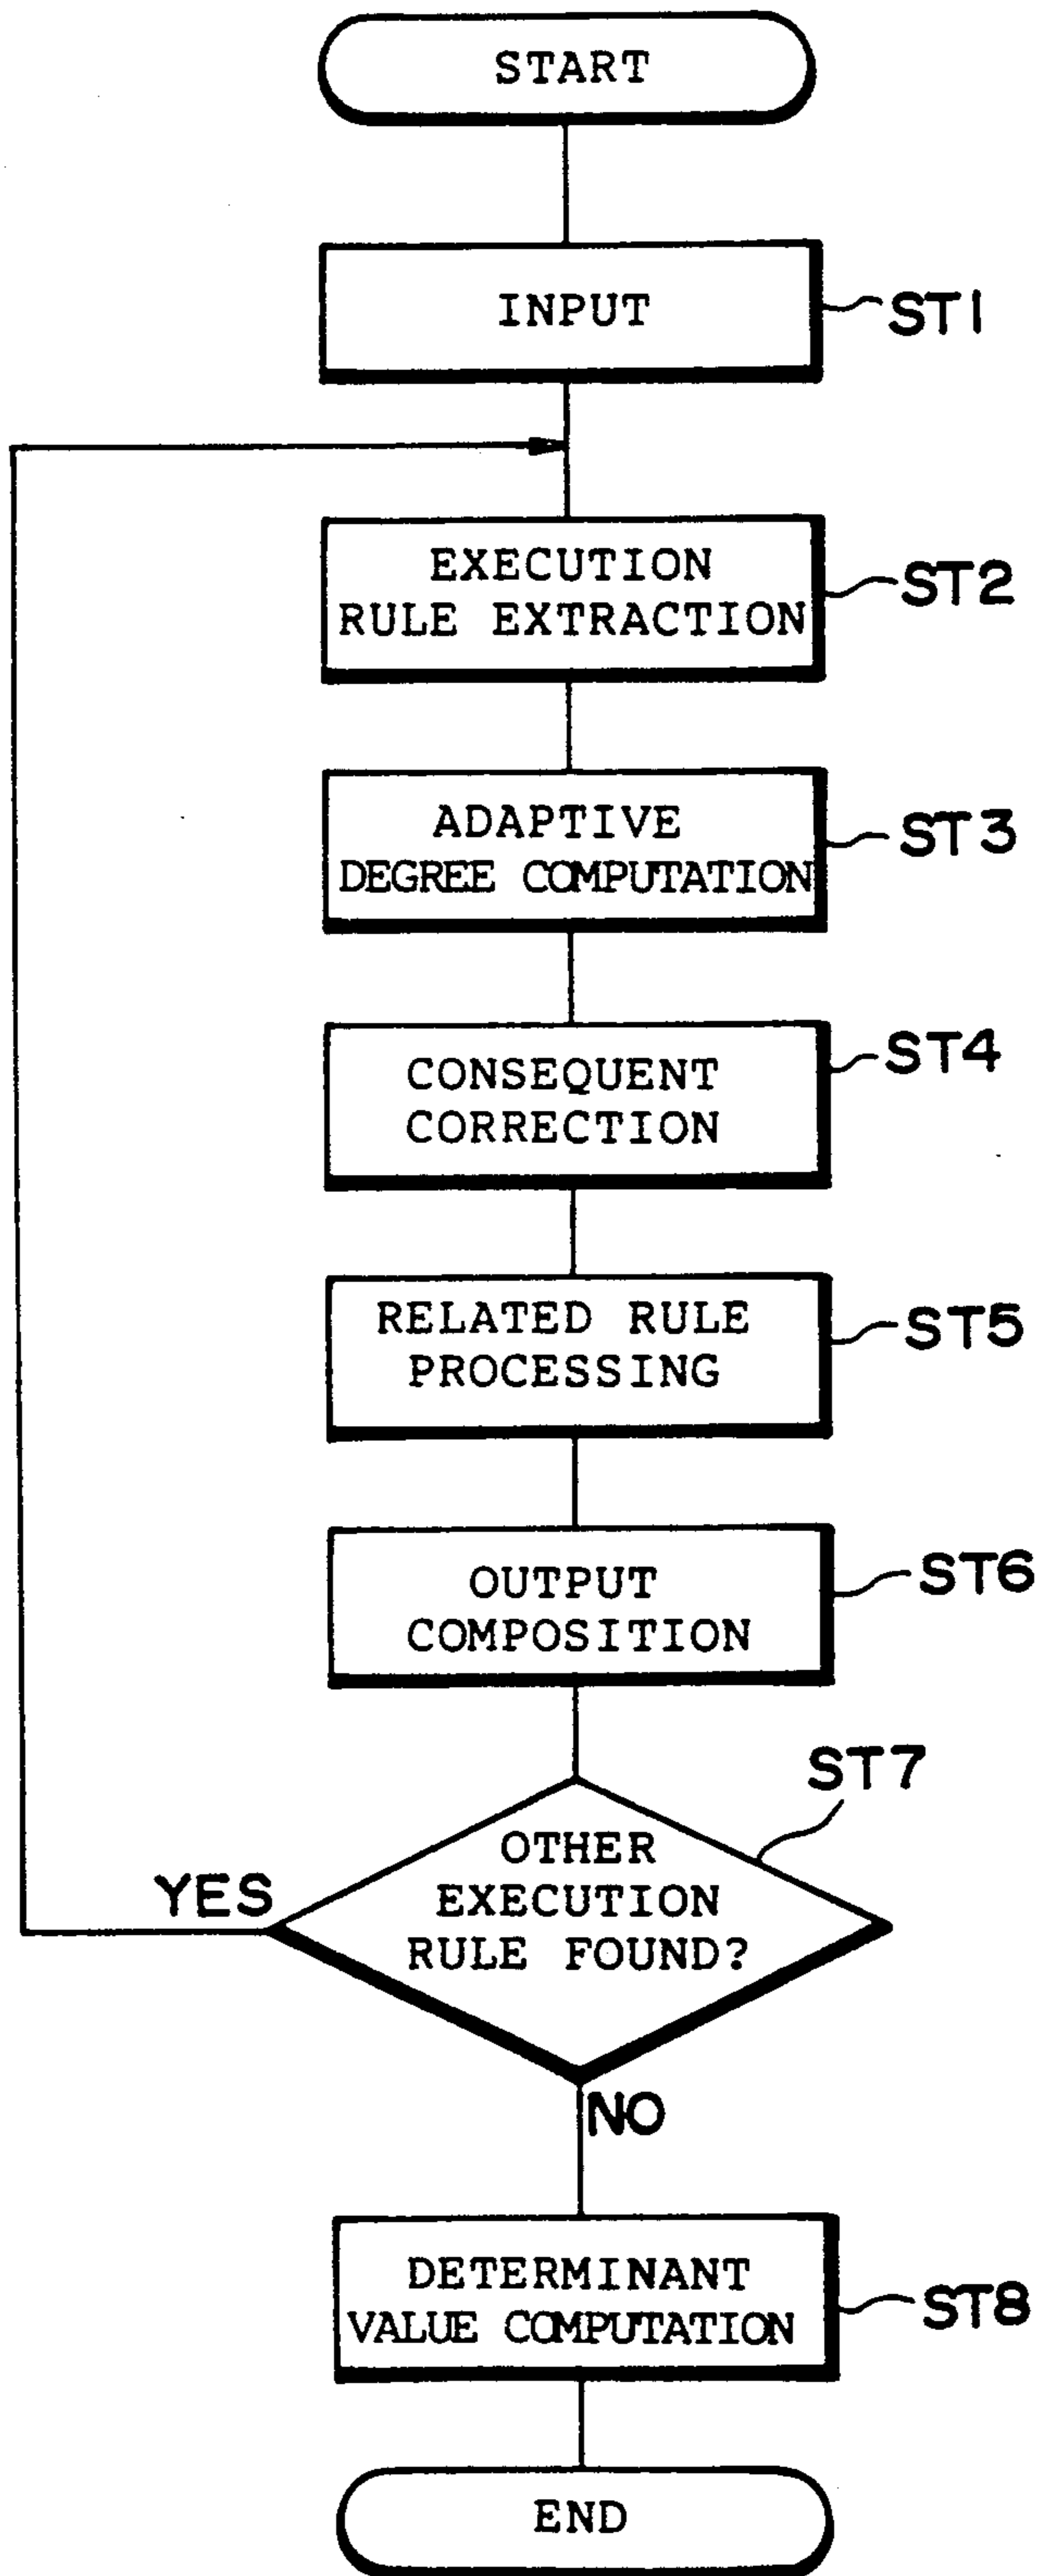 START
INPUT
ST1
EXECUTION
RULE EXTRACTION
ST2
ADAPTIVE
DEGREE COMPUTATION
ST3
CONSEQUENT
CORRECTION
ST4
RELATED RULE
PROCESSING
ST5
OUTPUT
COMPOSITION
ST6
OTHER
EXECUTION
RULE FOUND?
ST7
YES
NO
DETERMINANT
VALUE COMPUTATION
ST8
END